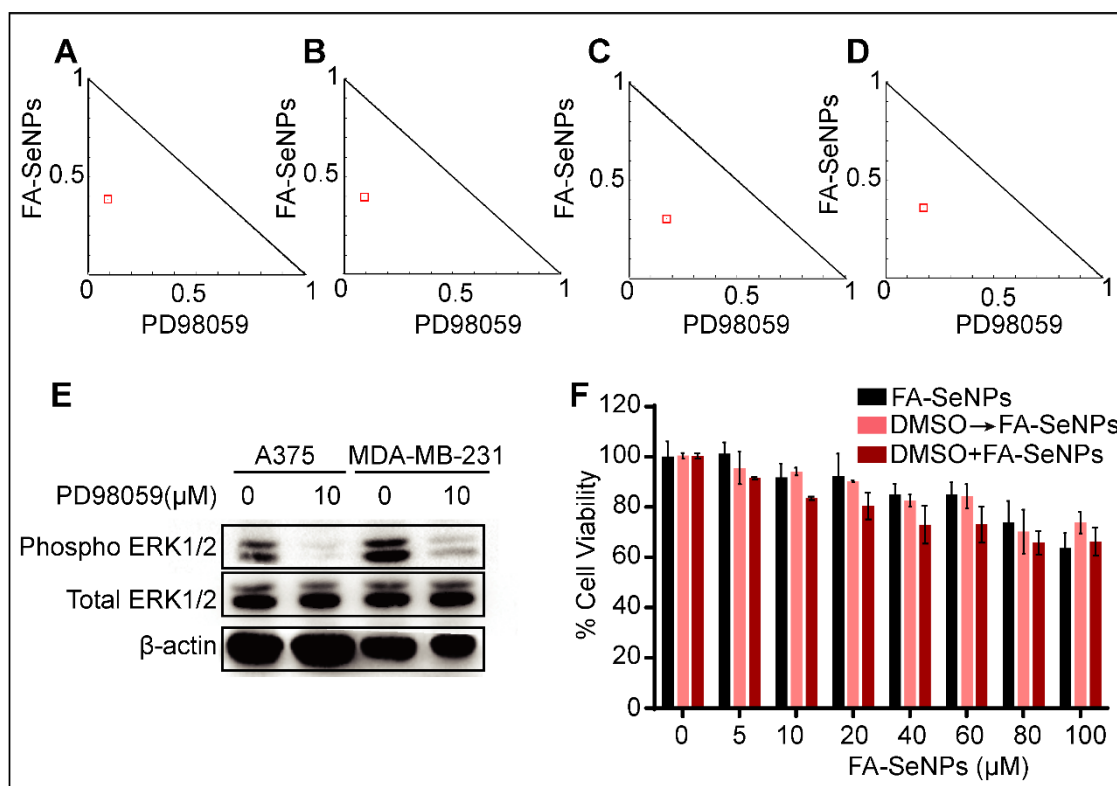 A
B
C
D
1
FA-SeNPs
0.5
0
0.5
1
PD98059
1
FA-SeNPs
0.5
0
0.5
1
PD98059
1
FA-SeNPs
0.5
0
0.5
1
PD98059
1
FA-SeNPs
0.5
0
0.5
1
PD98059
E
A375 MDA-MB-231
PD98059(μM) 0 10 0 10
Phospho ERK1/2
Total ERK1/2
β-actin
F
FA-SeNPs
DMSO→FA-SeNPs
DMSO+FA-SeNPs
% Cell Viability
120
100
80
60
40
20
0
0 5 10 20 40 60 80 100
FA-SeNPs (μM)